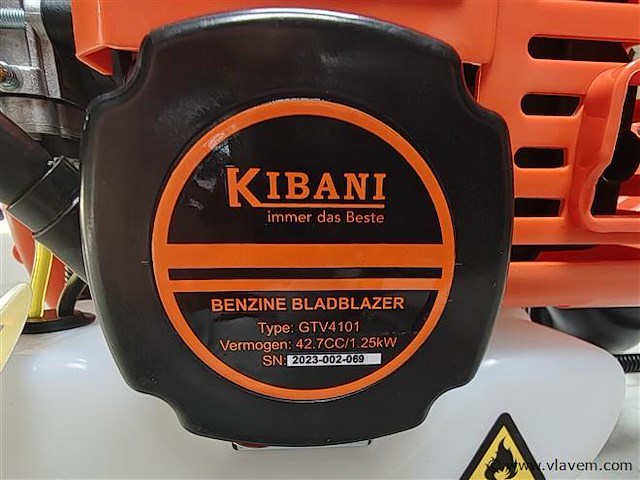 KIBANI
immer das Beste
BENZINE BLADBLAZER
Type: GTV4101
Vermogen: 42.7CC/1.25kW
SN: 2023-002-069
© www.vlavem.com